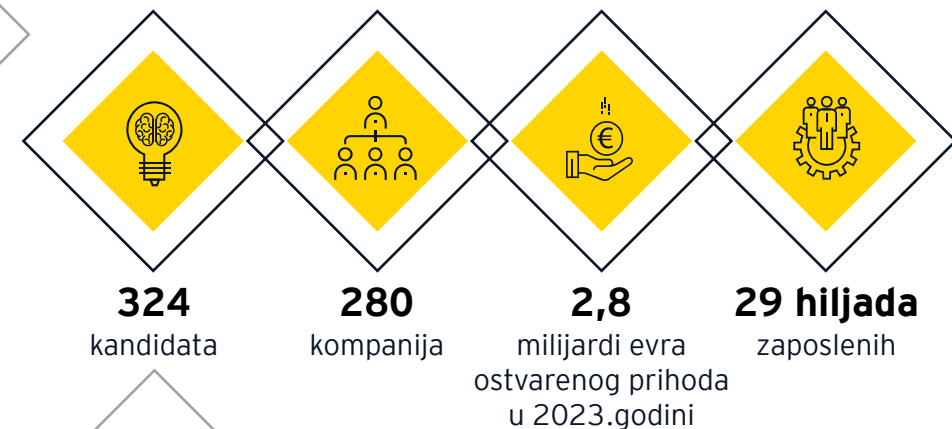 324
kandidata
280
kompanija
2,8
milijardi evra
ostvarenog prihoda
u 2023.godini
29 hiljada
zaposlenih